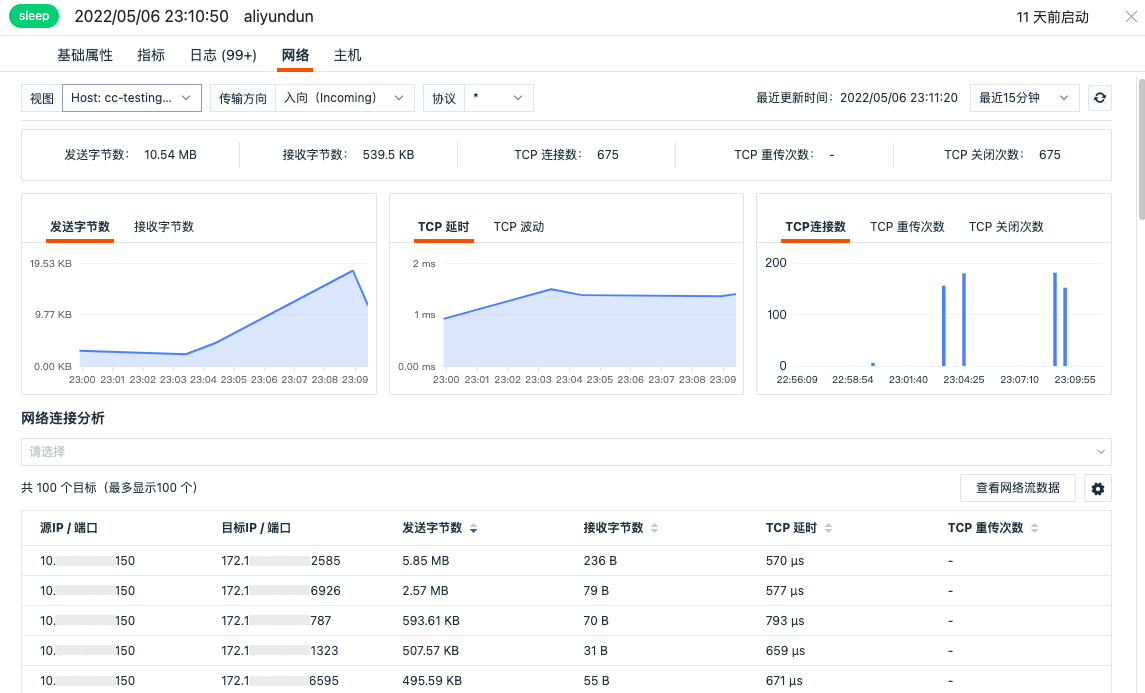 sleep 2022/05/06 23:10:50 aliyundun 11 天前启动
基础属性 指标 日志 (99+) 网络 主机
视图 Host: cc-testing... 传输方向 入向（Incoming) 协议 * 最近更新时间：2022/05/06 23:11:20 最近15分钟
发送字节数： 10.54 MB 接收字节数： 539.5 KB TCP 连接数： 675 TCP 重传次数： - TCP 关闭次数： 675
发送字节数 接收字节数
19.53 KB
9.77 KB
0.00 KB
23:00 23:01 23:02 23:03 23:04 23:05 23:06 23:07 23:08 23:09
TCP 延时 TCP 波动
2 ms
1 ms
0.00 ms
23:00 23:01 23:02 23:03 23:04 23:05 23:06 23:07 23:08 23:09
TCP连接数 TCP 重传次数 TCP 关闭次数
200
100
0
22:56:09 22:58:54 23:01:40 23:04:25 23:07:10 23:09:55
网络连接分析
请选择
共 100 个目标（最多显示100 个） 查看网络流数据
源IP / 端口 目标IP / 端口 发送字节数 接收字节数 TCP 延时 TCP 重传次数
10. 150 172.1 2585 5.85 MB 236 B 570 μs -
10. 150 172.1 6926 2.57 MB 79 B 577 μs -
10. 150 172.1 787 593.61 KB 70 B 793 μs -
10. 150 172.1 1323 507.57 KB 31 B 659 μs -
10. 150 172.1 6595 495.59 KB 55 B 671 μs -